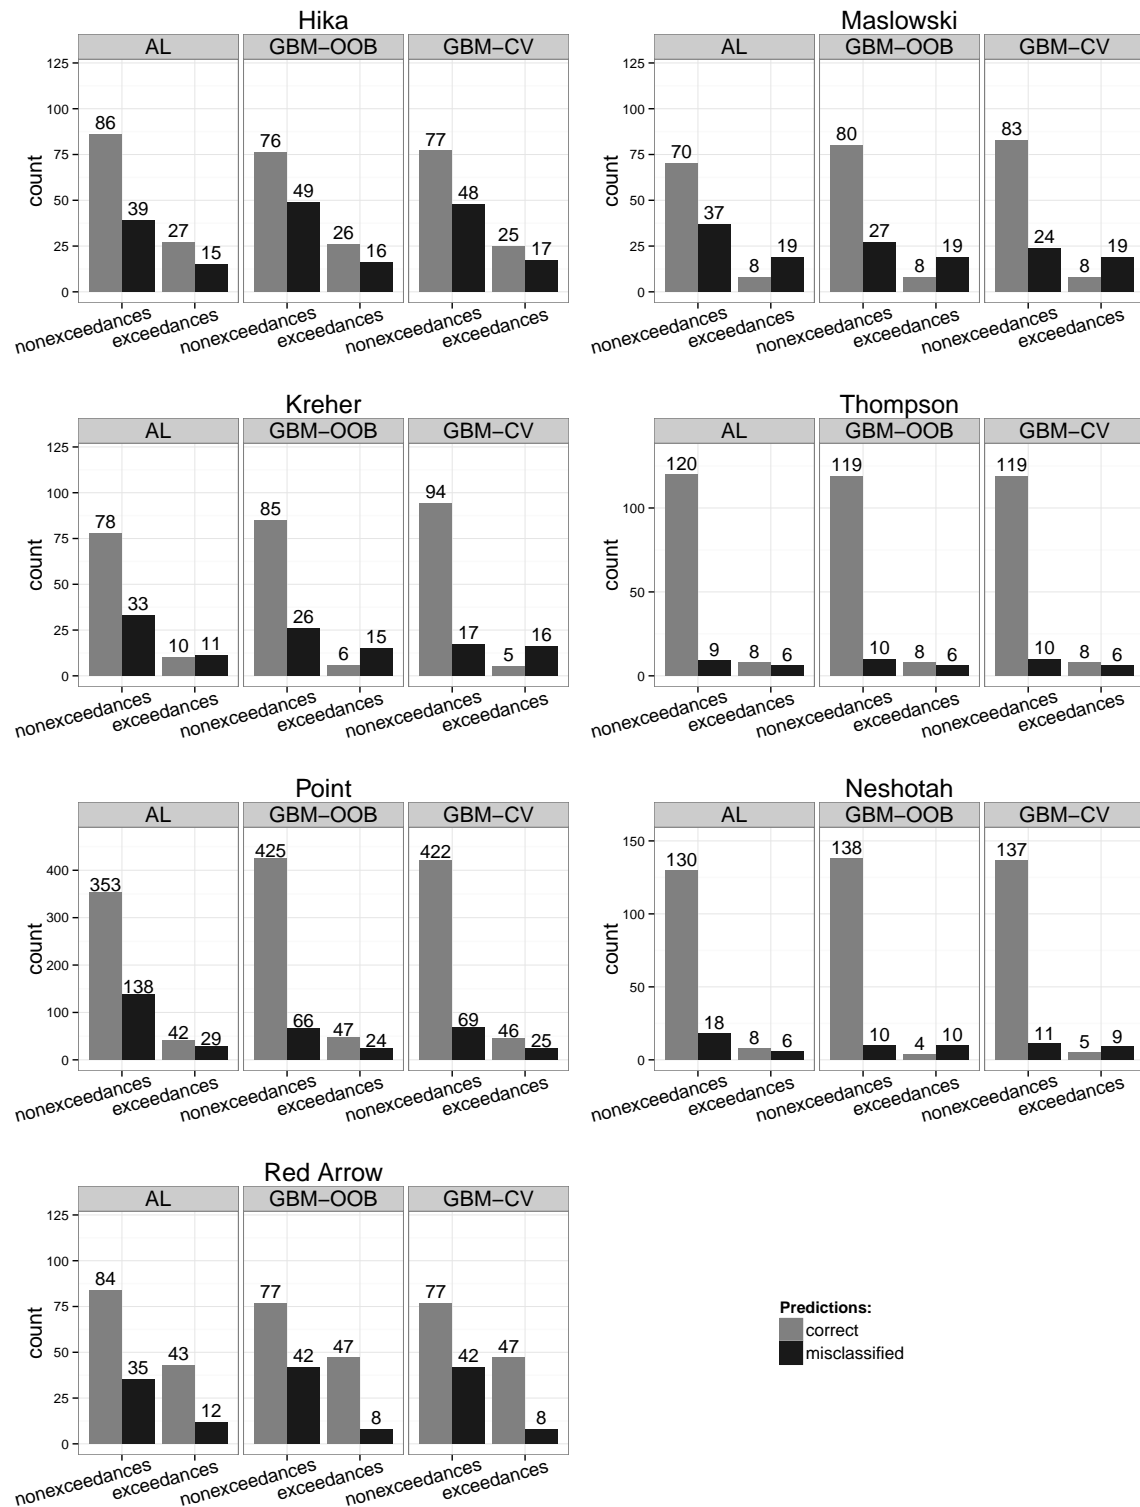 Hika
AL GBM-OOB GBM-CV
125
100
75
50
25
0
count
86 39 27 15
76 49 26 16
77 48 25 17
nonexceedances exceedances nonexceedances exceedances nonexceedances exceedances
Maslowski
AL GBM-OOB GBM-CV
125
100
75
50
25
0
count
70 37 8 19
80 27 8 19
83 24 8 19
nonexceedances exceedances nonexceedances exceedances nonexceedances exceedances
Kreher
AL GBM-OOB GBM-CV
125
100
75
50
25
0
count
78 33 10 11
85 26 6 15
94 17 5 16
nonexceedances exceedances nonexceedances exceedances nonexceedances exceedances
Thompson
AL GBM-OOB GBM-CV
100
50
0
count
120 9 8 6
119 10 8 6
119 10 8 6
nonexceedances exceedances nonexceedances exceedances nonexceedances exceedances
Point
AL GBM-OOB GBM-CV
400
300
200
100
0
count
353 138 42 29
425 66 47 24
422 69 46 25
nonexceedances exceedances nonexceedances exceedances nonexceedances exceedances
Neshotah
AL GBM-OOB GBM-CV
150
100
50
0
count
130 18 8 6
138 10 4 10
137 11 5 9
nonexceedances exceedances nonexceedances exceedances nonexceedances exceedances
Red Arrow
AL GBM-OOB GBM-CV
125
100
75
50
25
0
count
84 35 43 12
77 42 47 8
77 42 47 8
nonexceedances exceedances nonexceedances exceedances nonexceedances exceedances
Predictions:
correct
misclassified